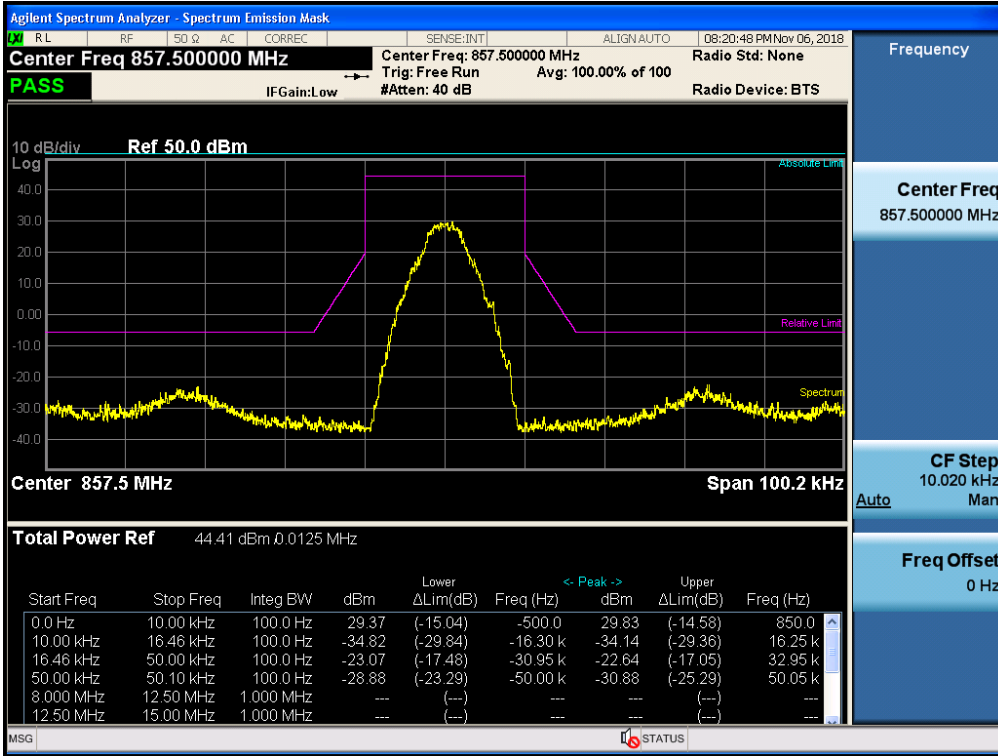 Agilent Spectrum Analyzer - Spectrum Emission Mask
LXI RL RF 50 Ω AC CORREC SENSE:INT ALIGN AUTO 08:20:48 PM Nov 06, 2018
Center Freq 857.500000 MHz
Center Freq: 857.500000 MHz Radio Std: None
Trig: Free Run Avg: 100.00% of 100
PASS
IFGain:Low #Atten: 40 dB Radio Device: BTS
Frequency
10 dB/div Ref 50.0 dBm
Log
Absolute Limit
40.0
30.0
20.0
10.0
0.00
Relative Limit
-10.0
-20.0
Spectrum
-30.0
-40.0
Center 857.5 MHz Span 100.2 kHz
Center Freq
857.500000 MHz
CF Step
10.020 kHz
Auto Man
Freq Offset
0 Hz
Total Power Ref 44.41 dBm / 0.0125 MHz
Lower <- Peak -> Upper
Start Freq Stop Freq Integ BW dBm ΔLim(dB) Freq (Hz) dBm ΔLim(dB) Freq (Hz)
0.0 Hz 10.00 kHz 100.0 Hz 29.37 (-15.04) -500.0 29.83 (-14.58) 850.0
10.00 kHz 16.46 kHz 100.0 Hz -34.82 (-29.84) -16.30 k -34.14 (-29.36) 16.25 k
16.46 kHz 50.00 kHz 100.0 Hz -23.07 (-17.48) -30.95 k -22.64 (-17.05) 32.95 k
50.00 kHz 50.10 kHz 100.0 Hz -28.88 (-23.29) -50.00 k -30.88 (-25.29) 50.05 k
8.000 MHz 12.50 MHz 1.000 MHz --- (---) --- --- (---) ---
12.50 MHz 15.00 MHz 1.000 MHz --- (---) --- --- (---) ---
MSG STATUS